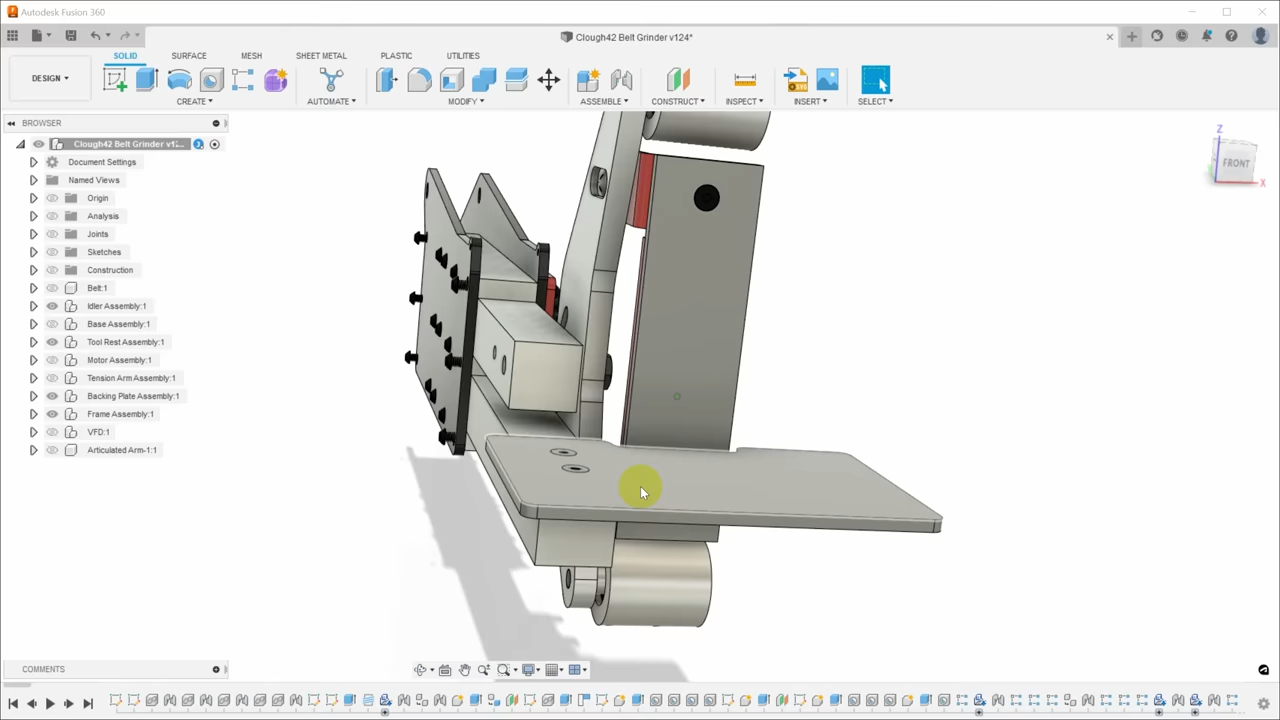 Autodesk Fusion 360
Clough42 Belt Grinder v124*
SOLID SURFACE MESH SHEET METAL PLASTIC UTILITIES
DESIGN
CREATE AUTOMATE MODIFY ASSEMBLE CONSTRUCT INSPECT INSERT SELECT
BROWSER
Clough42 Belt Grinder v12...
Document Settings
Named Views
Origin
Analysis
Joints
Sketches
Construction
Belt:1
Idler Assembly:1
Base Assembly:1
Tool Rest Assembly:1
Motor Assembly:1
Tension Arm Assembly:1
Backing Plate Assembly:1
Frame Assembly:1
VFD:1
Articulated Arm-1:1
Z
FRONT
X
COMMENTS